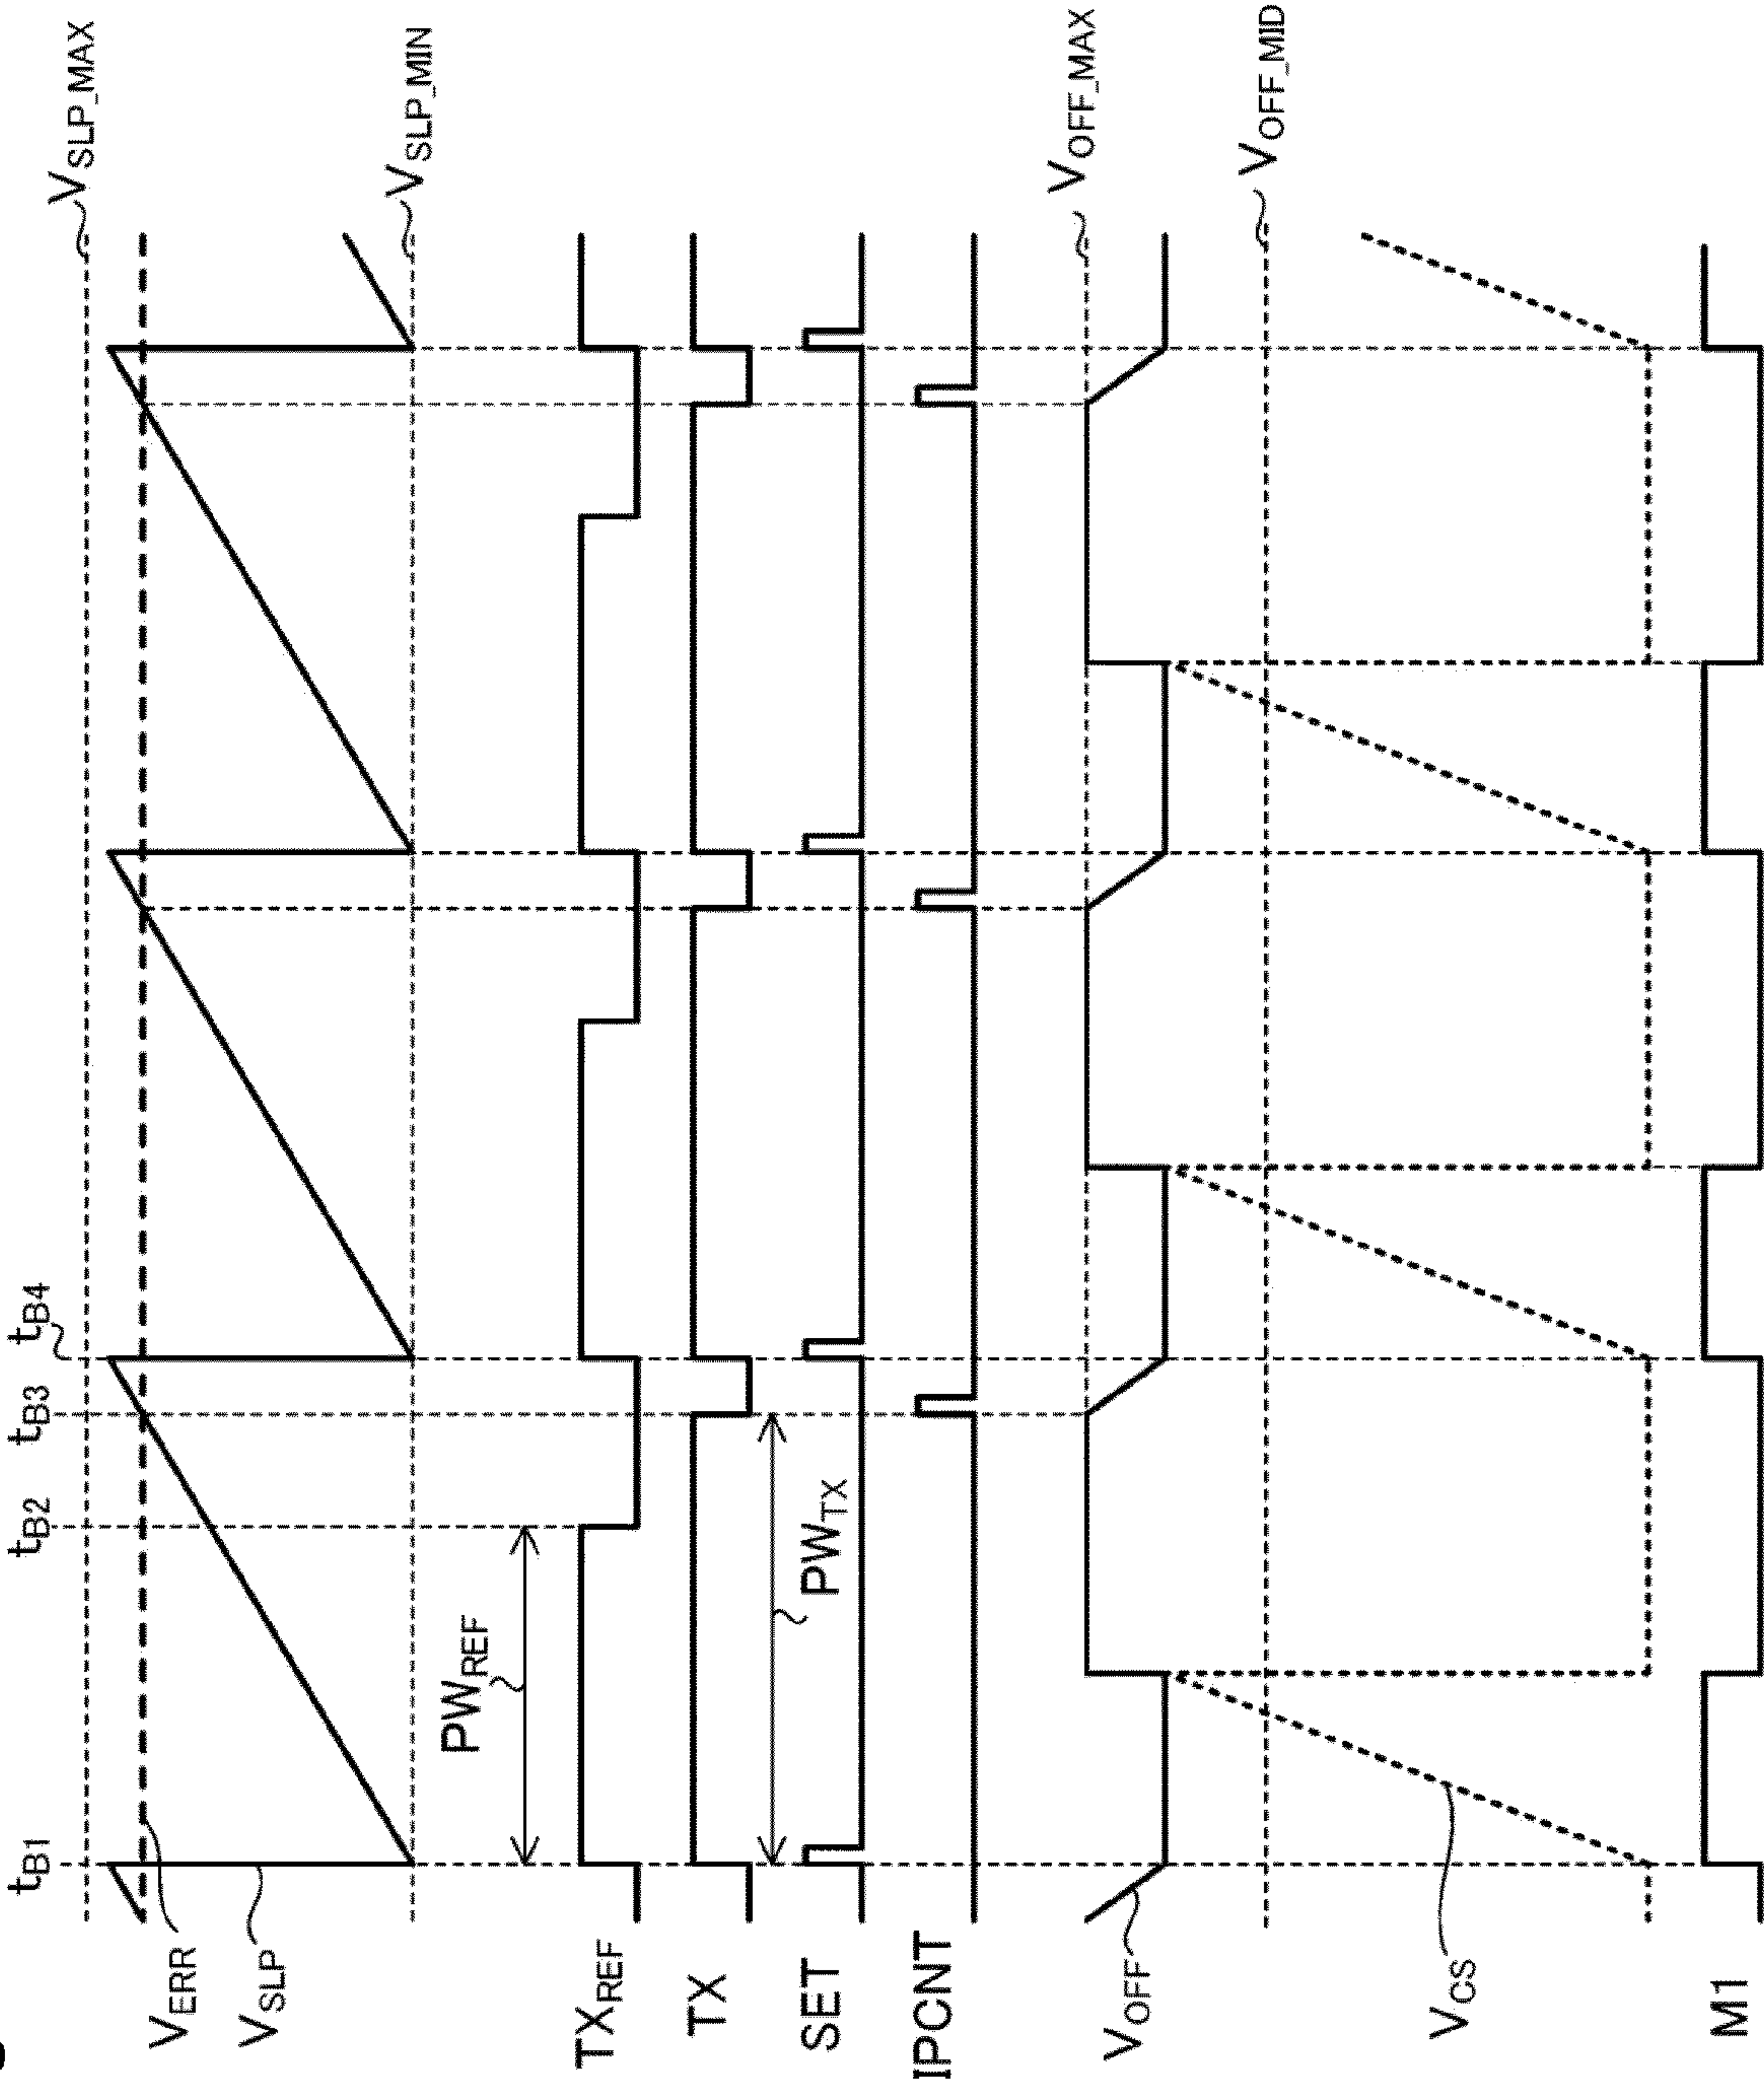 tB1
tB2
tB3
tB4
VSLP_MAX
VERR
VSLP
VSLP_MIN
PWREF
TXREF
TX
PWTX
SET
IPCNT
VOFF_MAX
VOFF
VOFF_MID
VCS
M1